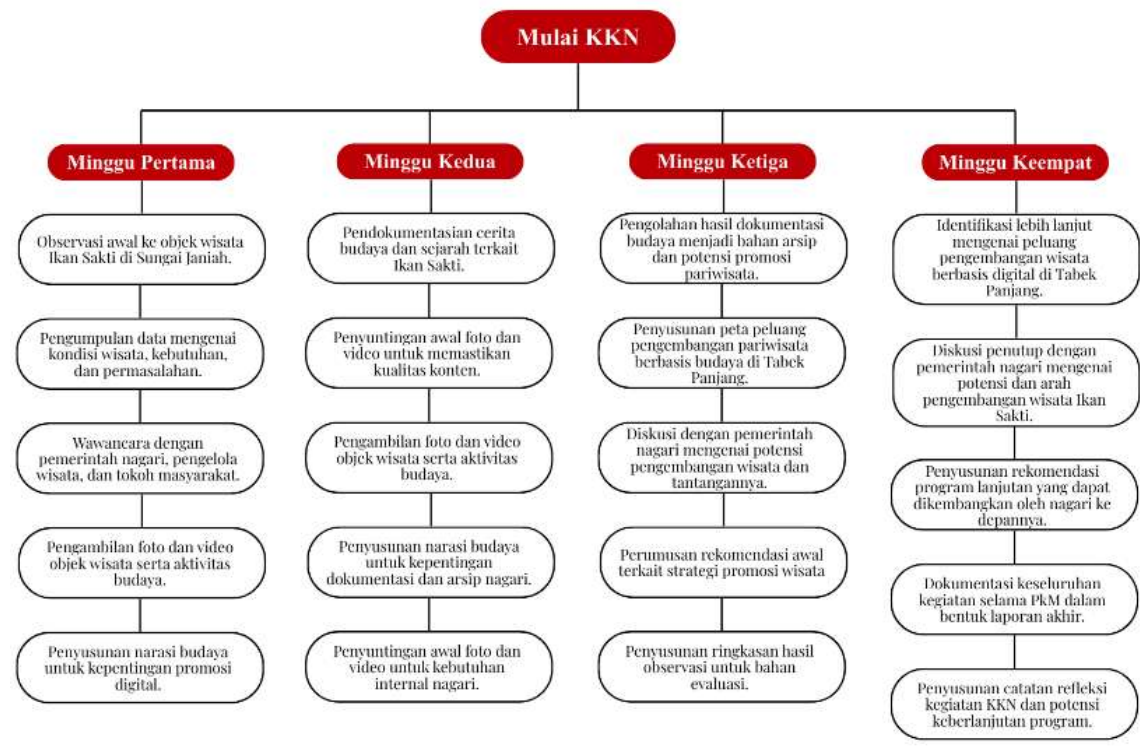 Mulai KKN
Minggu Pertama
Observasi awal ke objek wisata
Ikan Sakti di Sungai Janiah.
Pengumpulan data mengenai
kondisi wisata, kebutuhan,
dan permasalahan.
Wawancara dengan
pemerintah nagari, pengelola
wisata, dan tokoh masyarakat.
Pengambilan foto dan video
objek wisata serta aktivitas
budaya.
Penyusunan narasi budaya
untuk kepentingan promosi
digital.
Minggu Kedua
Pendokumentasian cerita
budaya dan sejarah terkait
Ikan Sakti.
Penyuntingan awal foto dan
video untuk memastikan
kualitas konten.
Pengambilan foto dan video
objek wisata serta aktivitas
budaya.
Penyusunan narasi budaya
untuk kepentingan
dokumentasi dan arsip nagari.
Penyuntingan awal foto dan
video untuk kebutuhan
internal nagari.
Minggu Ketiga
Pengolahan hasil dokumentasi
budaya menjadi bahan arsip
dan potensi promosi
pariwisata.
Penyusunan peta peluang
pengembangan pariwisata
berbasis budaya di Tabek
Panjang.
Diskusi dengan pemerintah
nagari mengenai potensi
pengembangan wisata dan
tantangannya.
Perumusan rekomendasi awal
terkait strategi promosi wisata
Penyusunan ringkasan hasil
observasi untuk bahan
evaluasi.
Minggu Keempat
Identifikasi lebih lanjut
mengenai peluang
pengembangan wisata
berbasis digital di Tabek
Panjang.
Diskusi penutup dengan
pemerintah nagari mengenai
potensi dan arah
pengembangan wisata Ikan
Sakti.
Penyusunan rekomendasi
program lanjutan yang dapat
dikembangkan oleh nagari ke
depannya.
Dokumentasi keseluruhan
kegiatan selama PkM dalam
bentuk laporan akhir.
Penyusunan catatan refleksi
kegiatan KKN dan potensi
keberlanjutan program.